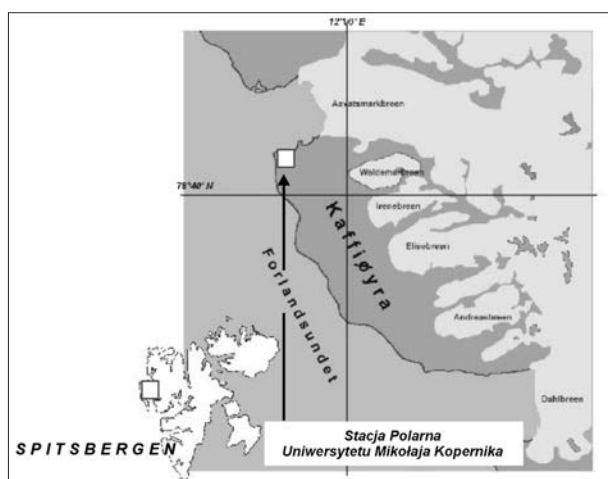 12°00' E
Aavatsmarkbreen
Waldemarbreen
78°40' N
Irenebreen
Kaffiøyra
Elisebreen
Forlandsundet
Andreasbreen
Dahlbreen
SPITSBERGEN
Stacja Polarna
Uniwersytetu Mikołaja Kopernika